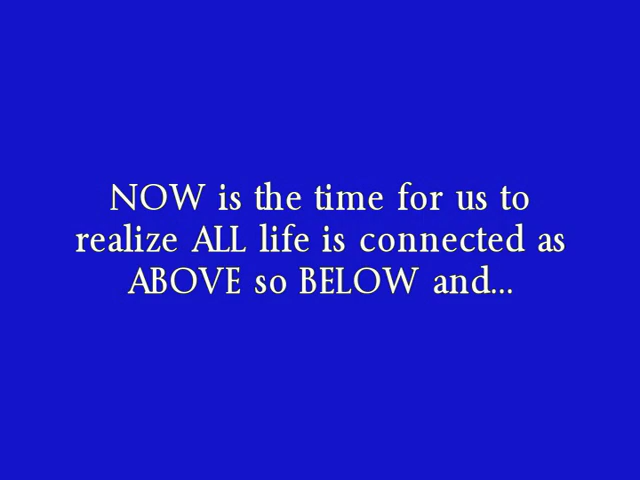 NOW is the time for us to
realize ALL life is connected as
ABOVE so BELOW and...